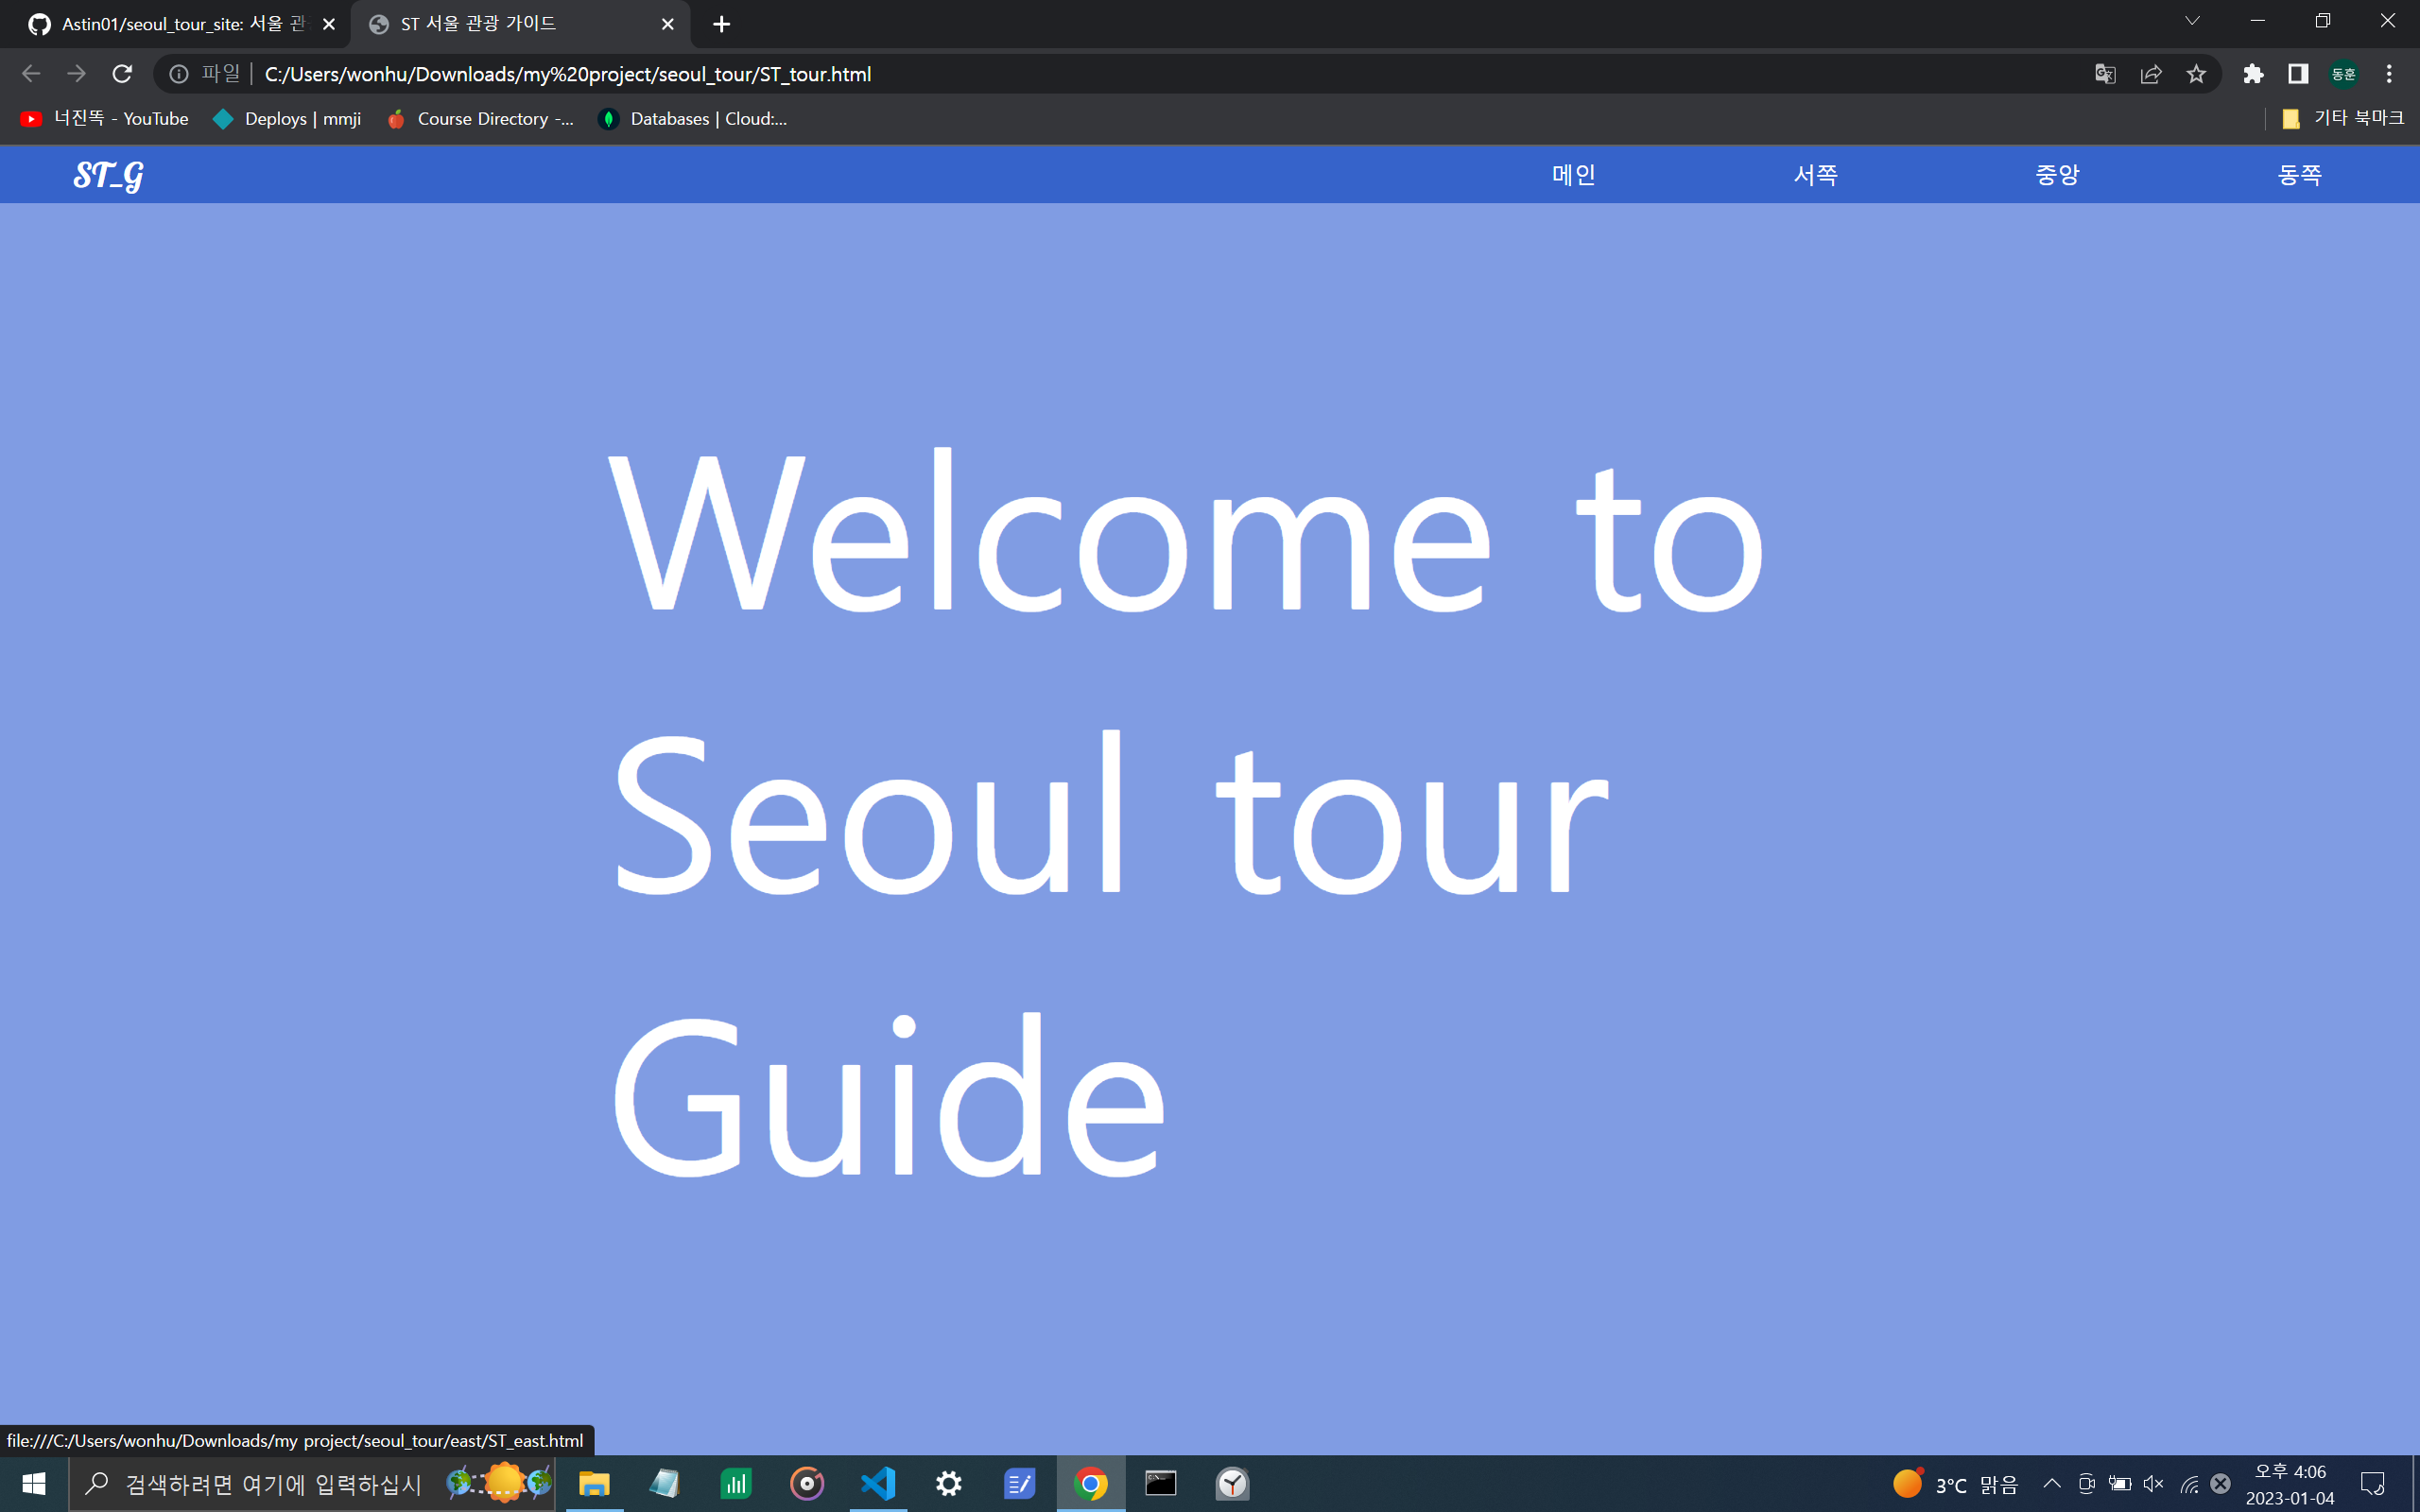 Astin01/seoul_tour_site: 서울 관
ST 서울 관광 가이드
파일
C:/Users/wonhu/Downloads/my%20project/seoul_tour/ST_tour.html
동훈
너진똑 - YouTube
Deploys | mmji
Course Directory -...
Databases | Cloud:...
기타 북마크
ST_G
메인
서쪽
중앙
동쪽
Welcome to
Seoul tour
Guide
file:///C:/Users/wonhu/Downloads/my project/seoul_tour/east/ST_east.html
검색하려면 여기에 입력하십시
3°C 맑음
오후 4:06
2023-01-04